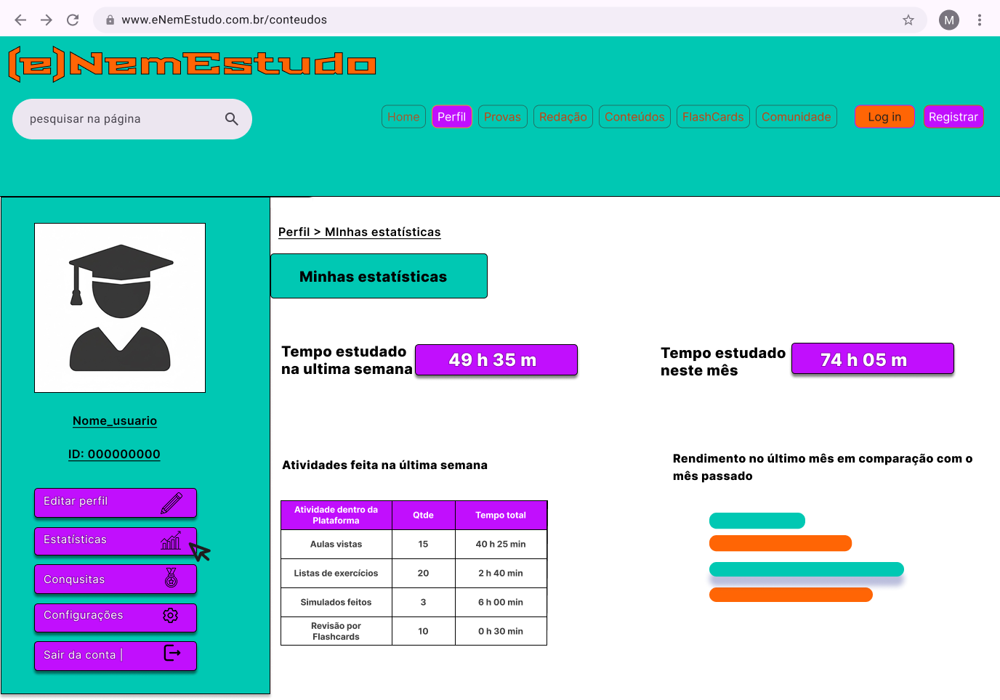 www.eNemEstudo.com.br/conteudos
M
(e)NemEstudo
pesquisar na página
Home
Perfil
Provas
Redação
Conteúdos
FlashCards
Comunidade
Log in
Registrar
Nome_usuario
ID: 000000000
Editar perfil
Estatísticas
Conqusitas
Configurações
Sair da conta |
Perfil > MInhas estatísticas
Minhas estatísticas
Tempo estudado
na ultima semana
49 h 35 m
Tempo estudado
neste mês
74 h 05 m
Atividades feita na última semana
Atividade dentro da
Plataforma
Qtde
Tempo total
Aulas vistas
15
40 h 25 min
Listas de exercícios
20
2 h 40 min
Simulados feitos
3
6 h 00 min
Revisão por
Flashcards
10
0 h 30 min
Rendimento no último mês em comparação com o
mês passado